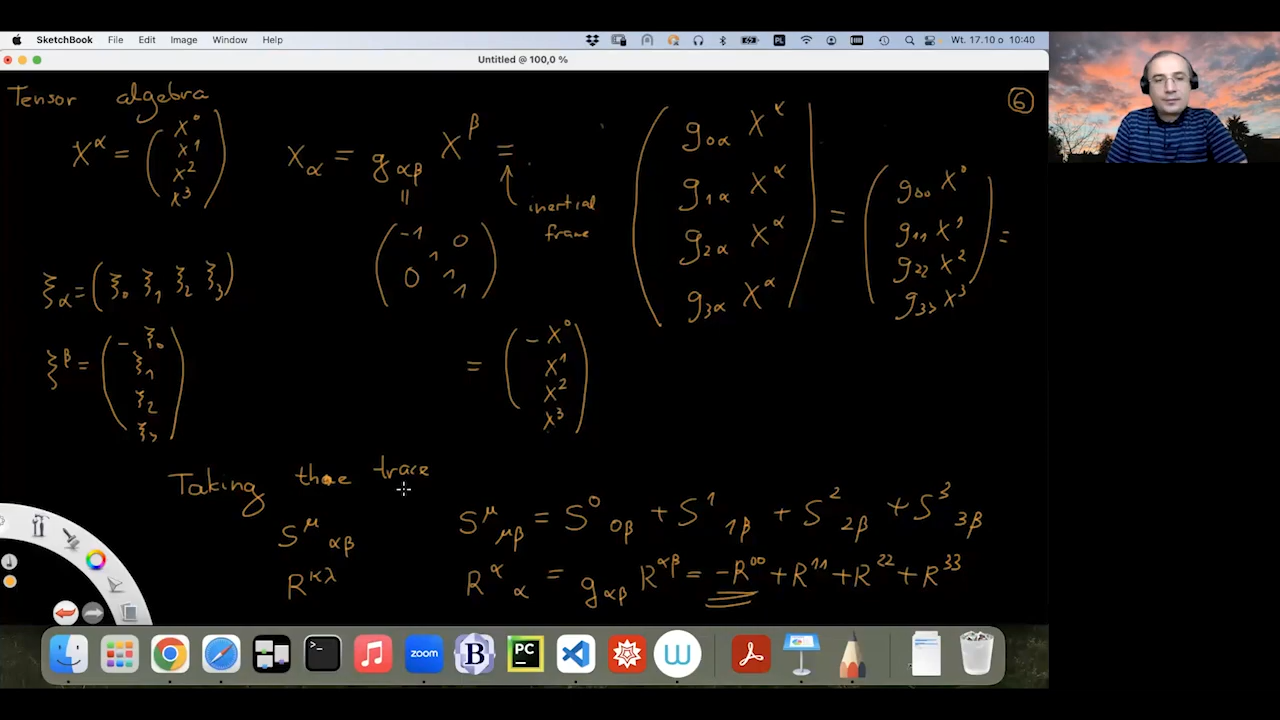 SketchBook File Edit Image Window Help PL Wt. 17.10 o 10:40
Untitled @ 100,0 %
Tensor algebra
6
X^α = (X^0 X^1 X^2 X^3)
X_α = g_αβ X^β =
inertial
frame
(g_0α X^α
g_1α X^α
g_2α X^α
g_3α X^α)
= (g_00 X^0
g_11 X^1
g_22 X^2
g_33 X^3) =
= (-1 0
1
0 1
1)
ξ_α = (ξ_0 ξ_1 ξ_2 ξ_3)
ξ^β = (-ξ_0
ξ_1
ξ_2
ξ_3)
= (-X^0
X^1
X^2
X^3)
Taking the trace
S^μ_αβ
S^μ_μβ = S^0_0β + S^1_1β + S^2_2β + S^3_3β
R^κλ
R^α_α = g_αβ R^αβ = -R^00 + R^11 + R^22 + R^33
zoom B PC W